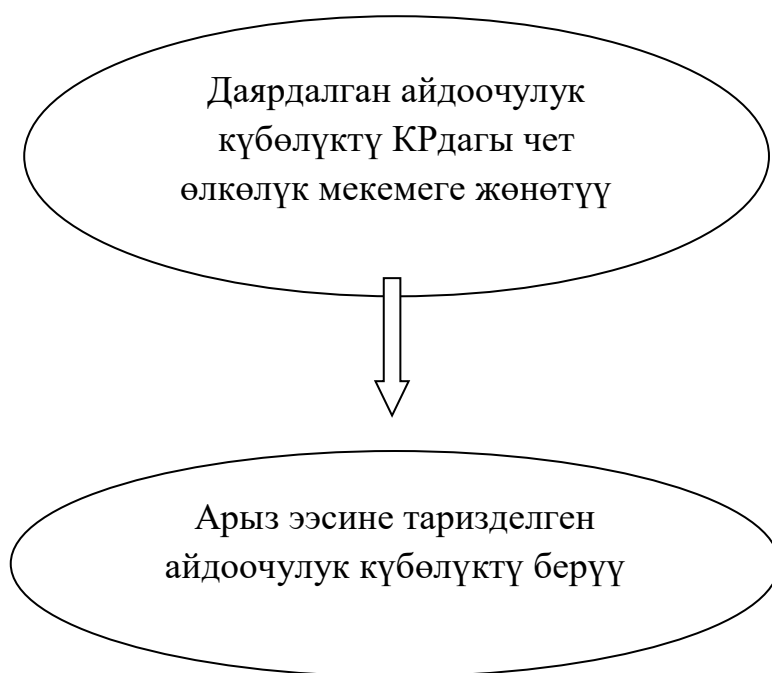 Даярдалган айдоочулук
күбөлүктү КРдагы чет
өлкөлүк мекемеге жөнөтүү
Арыз ээсине таризделген
айдоочулук күбөлүктү берүү